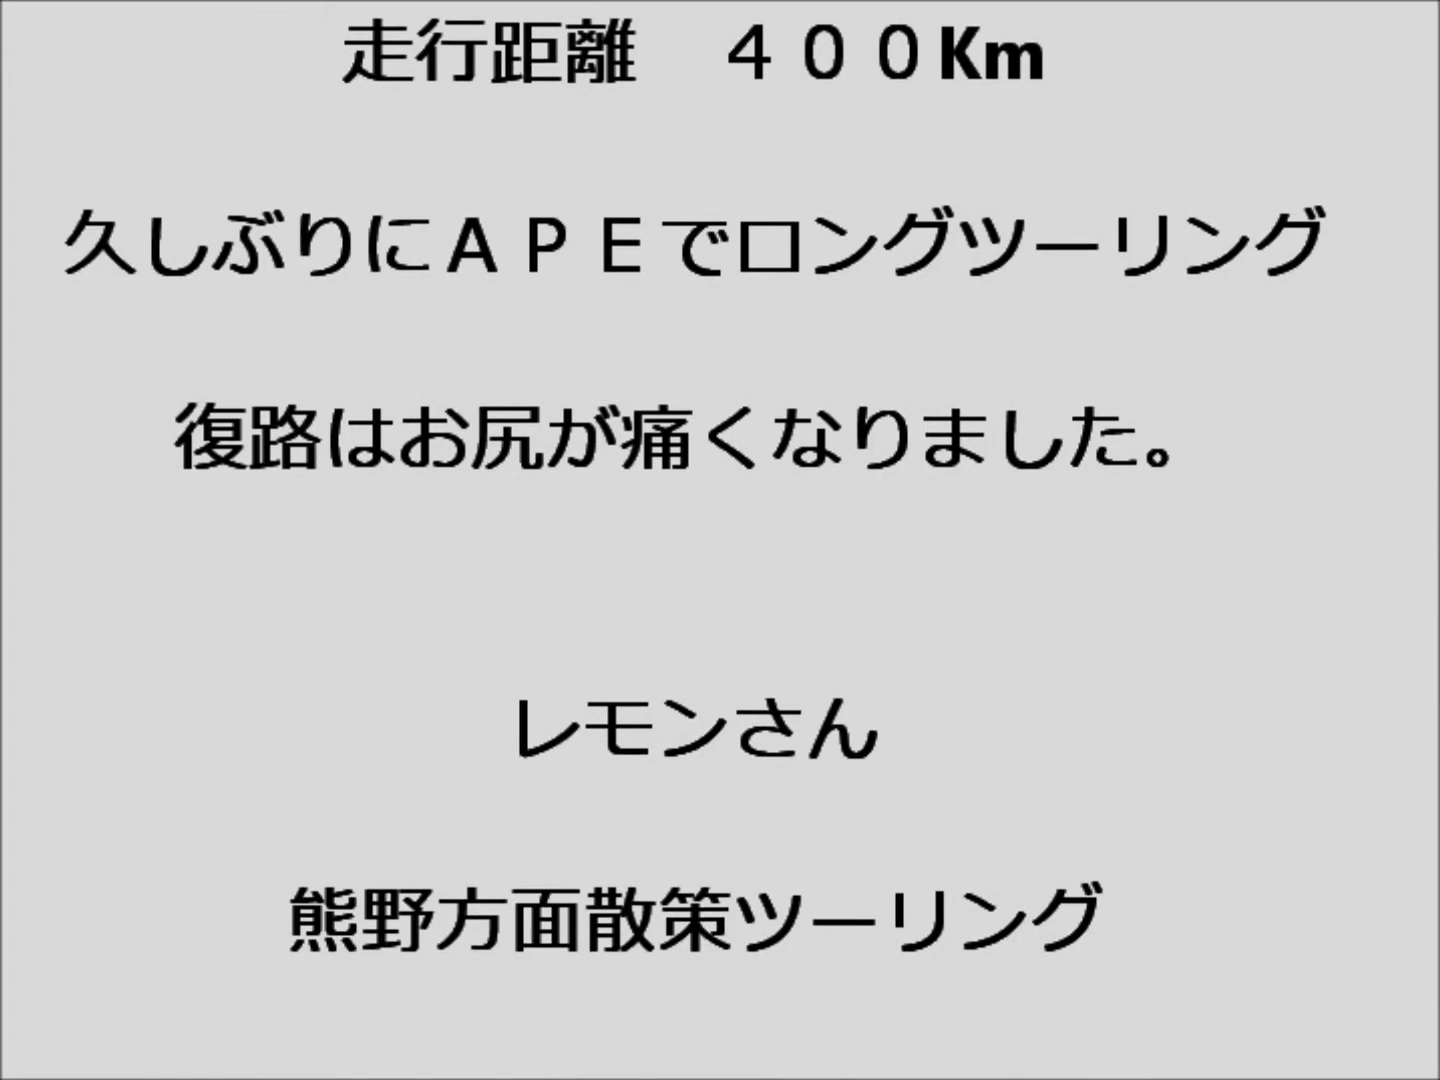 走行距離　４００Km
久しぶりにＡＰＥでロングツーリング
復路はお尻が痛くなりました。
レモンさん
熊野方面散策ツーリング